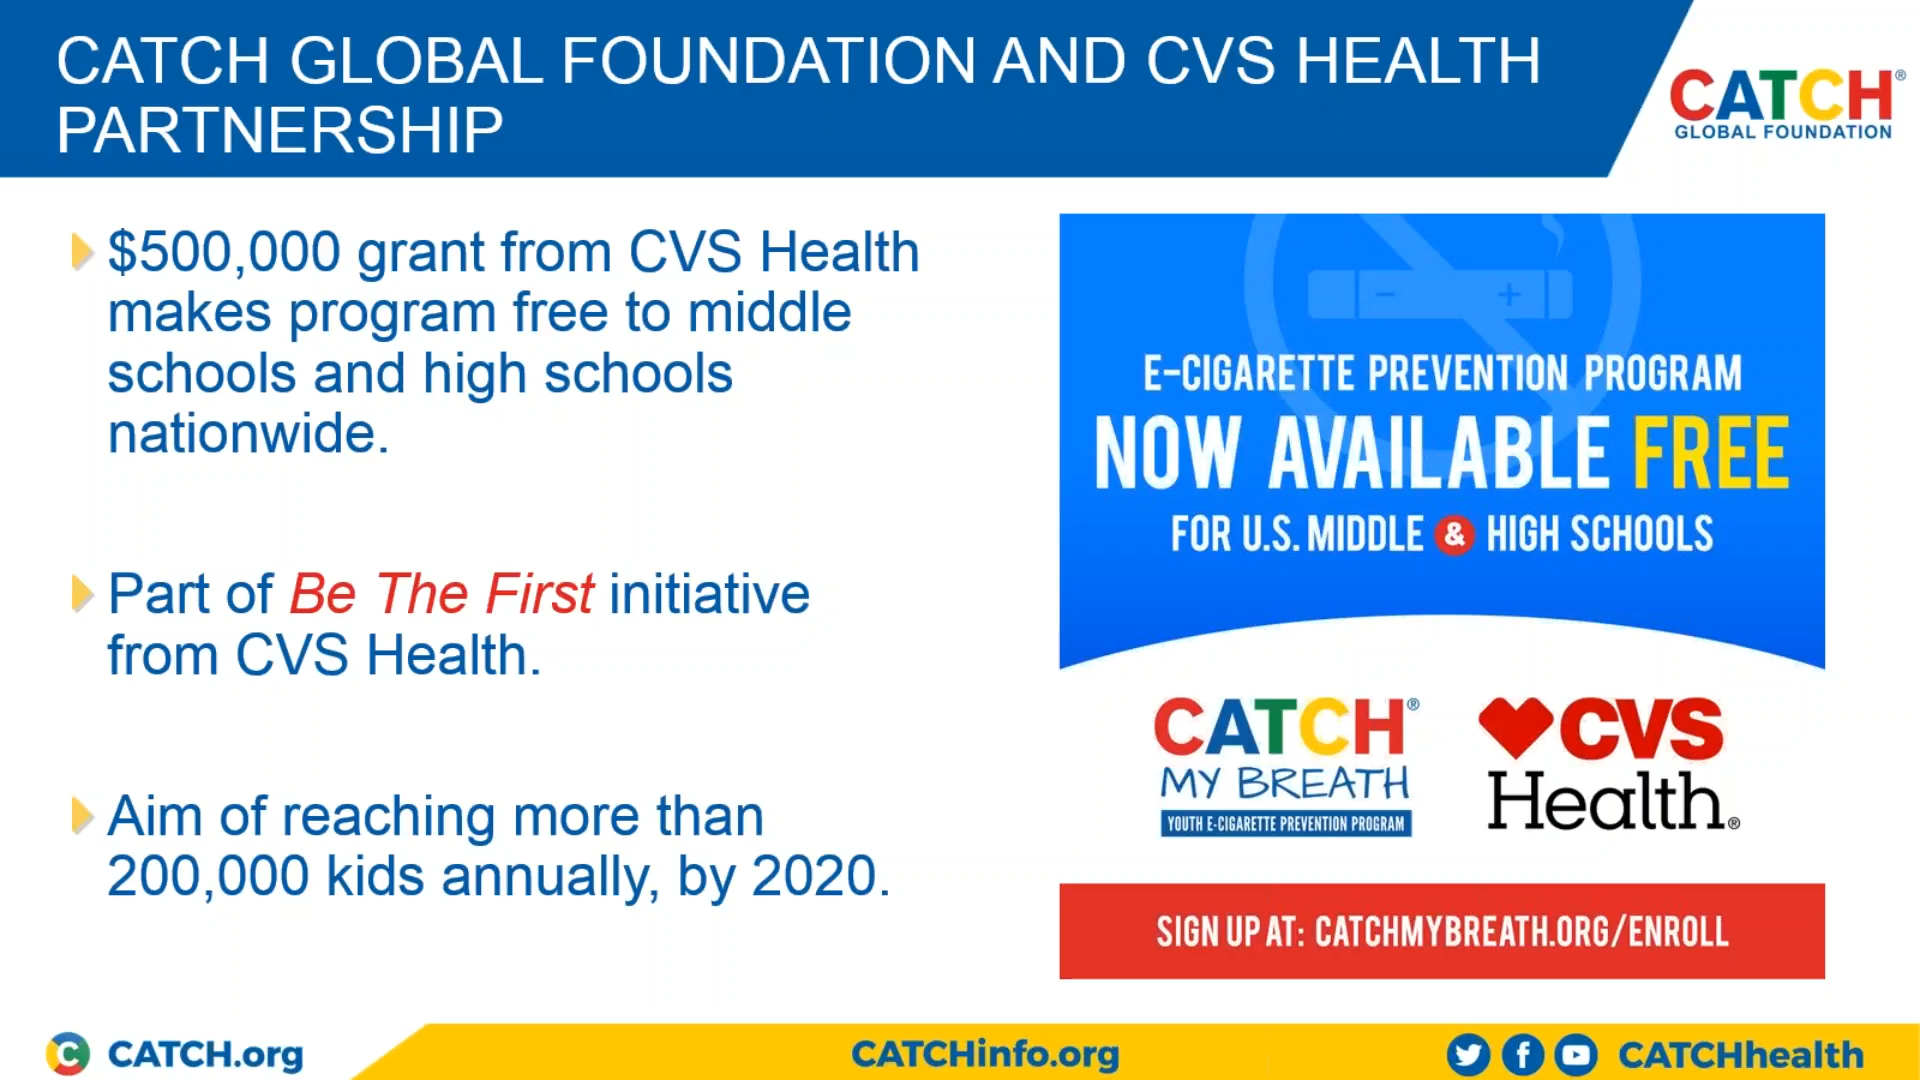 CATCH GLOBAL FOUNDATION AND CVS HEALTH
PARTNERSHIP
CATCH®
GLOBAL FOUNDATION
$500,000 grant from CVS Health
makes program free to middle
schools and high schools
nationwide.
Part of Be The First initiative
from CVS Health.
Aim of reaching more than
200,000 kids annually, by 2020.
E-CIGARETTE PREVENTION PROGRAM
NOW AVAILABLE FREE
FOR U.S. MIDDLE & HIGH SCHOOLS
CATCH®
MY BREATH
YOUTH E-CIGARETTE PREVENTION PROGRAM
CVS
Health®
SIGN UP AT: CATCHMYBREATH.ORG/ENROLL
CATCH.org
CATCHinfo.org
CATCHhealth